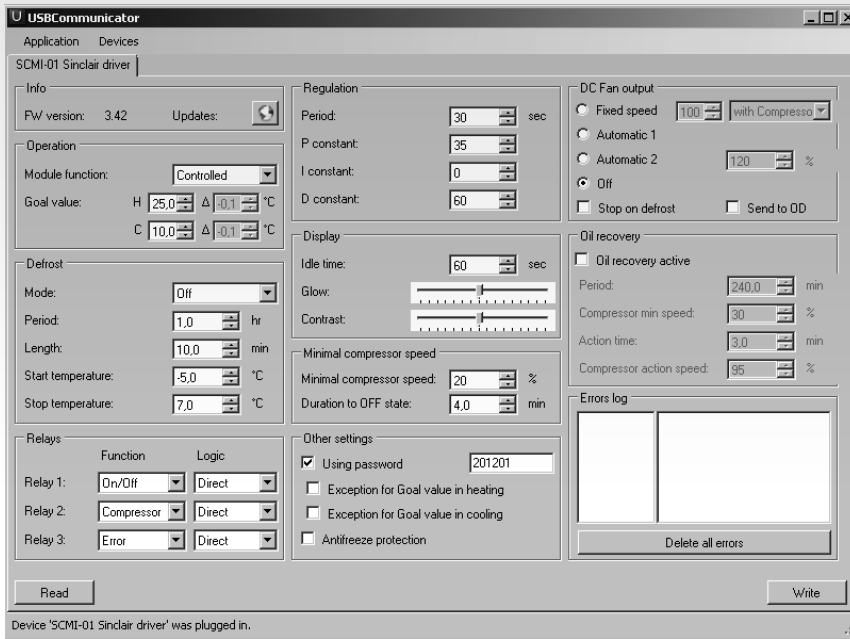 USBCommunicator
Application Devices
SCMI-01 Sinclair driver
Info
FW version: 3.42 Updates:
Operation
Module function: Controlled
Goal value: H 25,0 Δ -0,1 °C
C 10,0 Δ -0,1 °C
Defrost
Mode: Off
Period: 1,0 hr
Length: 10,0 min
Start temperature: -5,0 °C
Stop temperature: 7,0 °C
Relays
Function Logic
Relay 1: On/Off Direct
Relay 2: Compressor Direct
Relay 3: Error Direct
Regulation
Period: 30 sec
P constant: 35
I constant: 0
D constant: 60
Display
Idle time: 60 sec
Glow:
Contrast:
Minimal compressor speed
Minimal compressor speed: 20 %
Duration to OFF state: 4,0 min
Other settings
Using password 201201
Exception for Goal value in heating
Exception for Goal value in cooling
Antifreeze protection
DC Fan output
Fixed speed 100 with Compresso
Automatic 1
Automatic 2 120 %
Off
Stop on defrost Send to OD
Oil recovery
Oil recovery active
Period: 240,0 min
Compressor min speed: 30 %
Action time: 3,0 min
Compressor action speed: 95 %
Errors log
Delete all errors
Read Write
Device 'SCMI-01 Sinclair driver' was plugged in.